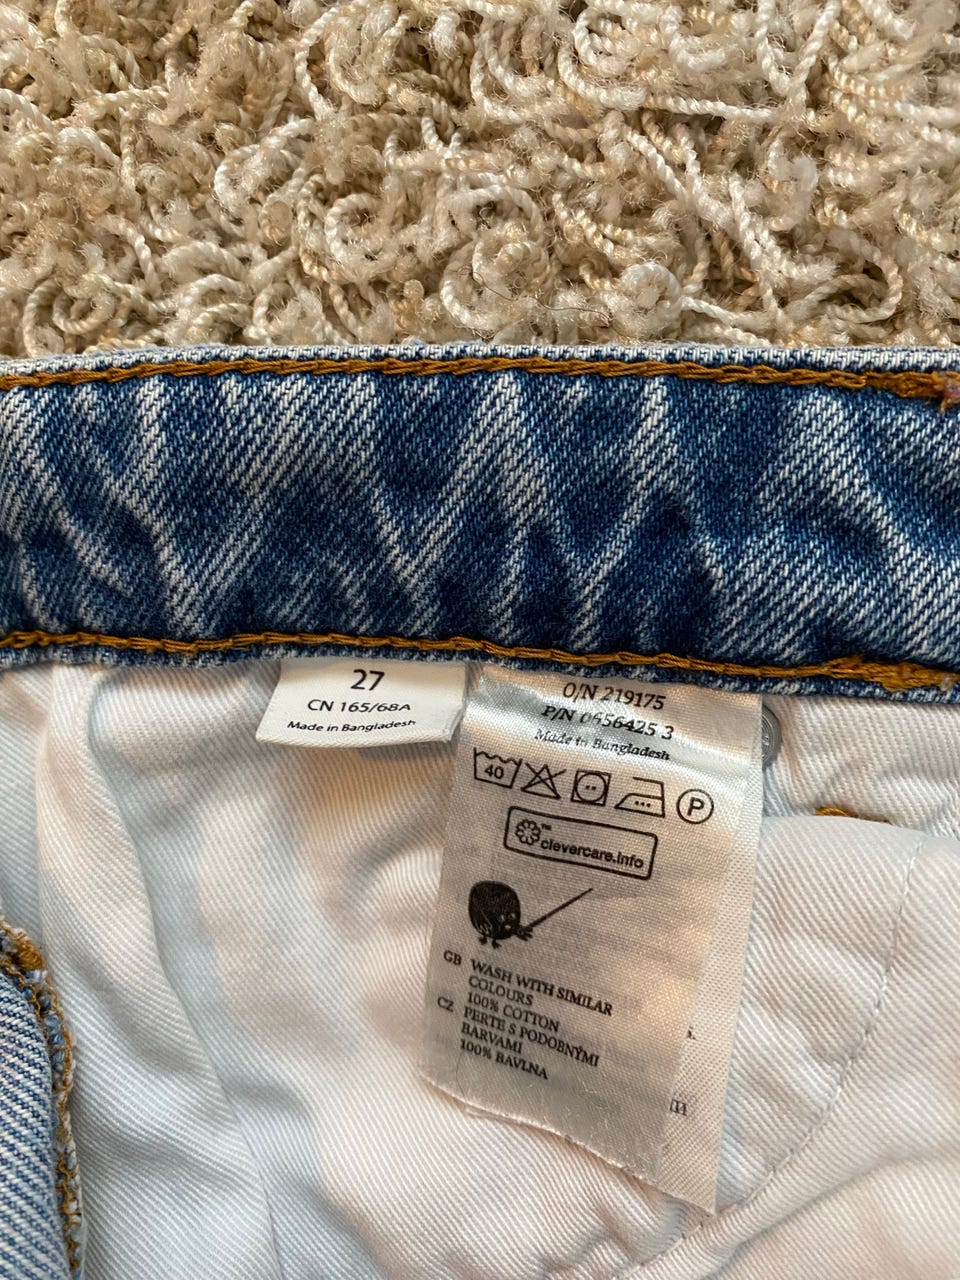 27
CN 165/68A
Made in Bangladesh
O/N 219175
P/N 0656425 3
Made in Bangladesh
40
P
™
clevercare.info
GB WASH WITH SIMILAR
COLOURS
100% COTTON
CZ PERTE S PODOBNÝMI
BARVAMI
100% BAVLNA